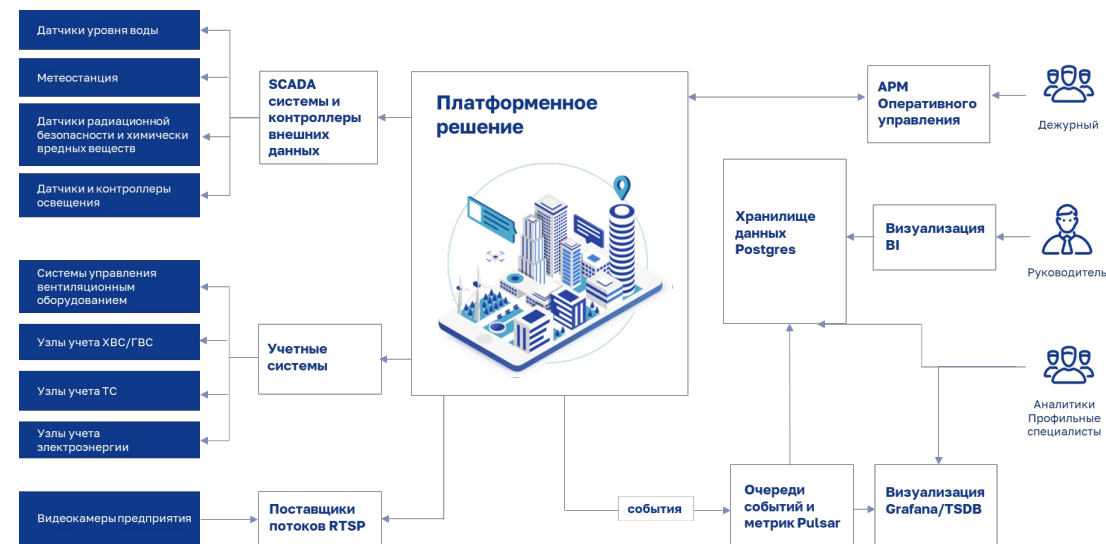 Датчики уровня воды
Метеостанция
Датчики радиационной
безопасности и химически
вредных веществ
Датчики и контроллеры
освещения
SCADA
системы и
контроллеры
внешних
данных
Платформенное
решение
АРМ
Оперативного
управления
Дежурный
Хранилище
данных
Postgres
Визуализация
BI
Руководитель
Системы управления
вентиляционным
оборудованием
Узлы учета ХВС/ГВС
Узлы учета ТС
Узлы учета
электроэнергии
Учетные
системы
Аналитики
Профильные
специалисты
Видеокамеры предприятия
Поставщики
потоков RTSP
события
Очереди
событий и
метрик Pulsar
Визуализация
Grafana/TSDB